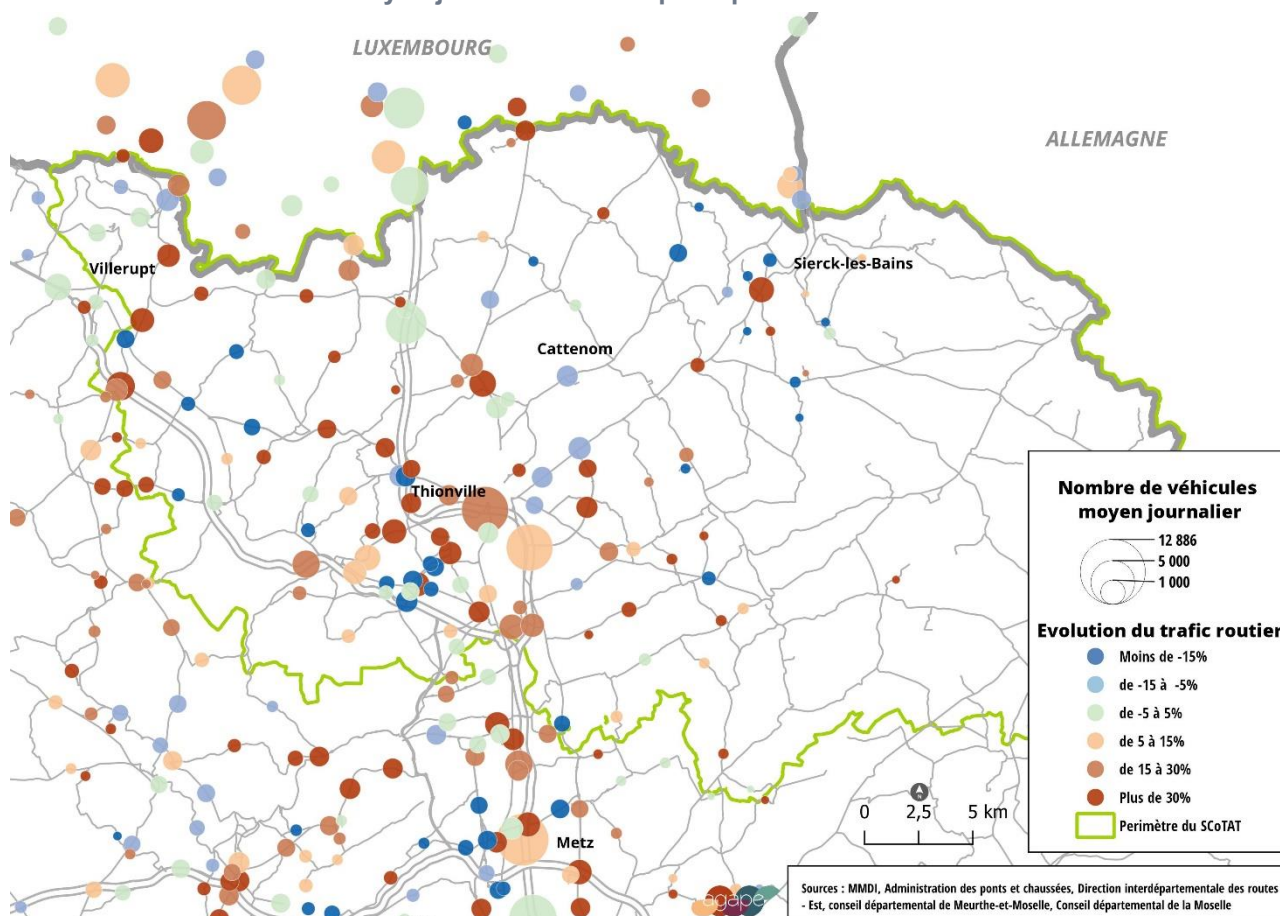 LUXEMBOURG
ALLEMAGNE
Villerupt
Sierck-les-Bains
Cattenom
Thionville
Metz
Nombre de véhicules
moyen journalier
12 886
5 000
1 000
Evolution du trafic routier
Moins de -15%
de -15 à -5%
de -5 à 5%
de 5 à 15%
de 15 à 30%
Plus de 30%
Perimètre du SCoTAT
0 2,5 5 km
agape
Sources : MMDI, Administration des ponts et chaussées, Direction interdépartementale des routes
- Est, conseil départemental de Meurthe-et-Moselle, Conseil départemental de la Moselle